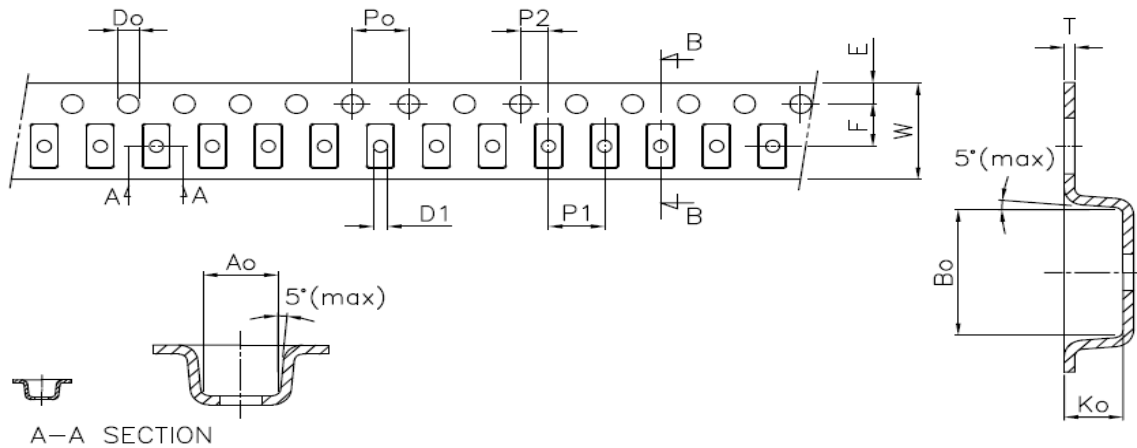 Do Po P2 B T E
F W
A A D1 P1 B
5°(max)
Ao Bo
5°(max)
Ko
A-A SECTION